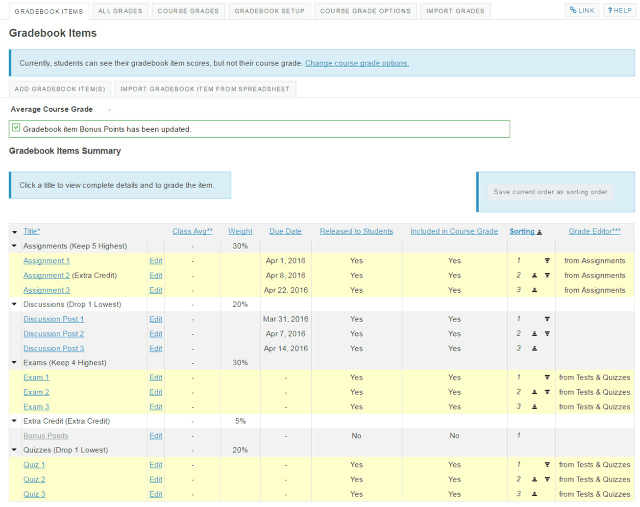 GRADEBOOK ITEMS ALL GRADES COURSE GRADES GRADEBOOK SETUP COURSE GRADE OPTIONS IMPORT GRADES LINK ? HELP
Gradebook Items
Currently, students can see their gradebook item scores, but not their course grade. Change course grade options.
ADD GRADEBOOK ITEM(S) IMPORT GRADEBOOK ITEM FROM SPREADSHEET
Average Course Grade -
Gradebook item Bonus Points has been updated.
Gradebook Items Summary
Click a title to view complete details and to grade the item.
Save current order as sorting order
Title* Class Avg** Weight Due Date Released to Students Included in Course Grade Sorting Grade Editor***
Assignments (Keep 5 Highest) - 30%
Assignment 1 Edit - Apr 1, 2016 Yes Yes 1 from Assignments
Assignment 2 (Extra Credit) Edit - Apr 8, 2016 Yes Yes 2 from Assignments
Assignment 3 Edit - Apr 22, 2016 Yes Yes 3 from Assignments
Discussions (Drop 1 Lowest) - 20%
Discussion Post 1 Edit - Mar 31, 2016 Yes Yes 1
Discussion Post 2 Edit - Apr 7, 2016 Yes Yes 2
Discussion Post 3 Edit - Apr 14, 2016 Yes Yes 3
Exams (Keep 4 Highest) - 30%
Exam 1 Edit - - Yes Yes 1 from Tests & Quizzes
Exam 2 Edit - - Yes Yes 2 from Tests & Quizzes
Exam 3 Edit - - Yes Yes 3 from Tests & Quizzes
Extra Credit (Extra Credit) - 5%
Bonus Points Edit - - No No 1
Quizzes (Drop 1 Lowest) - 20%
Quiz 1 Edit - - Yes Yes 1 from Tests & Quizzes
Quiz 2 Edit - - Yes Yes 2 from Tests & Quizzes
Quiz 3 Edit - - Yes Yes 3 from Tests & Quizzes